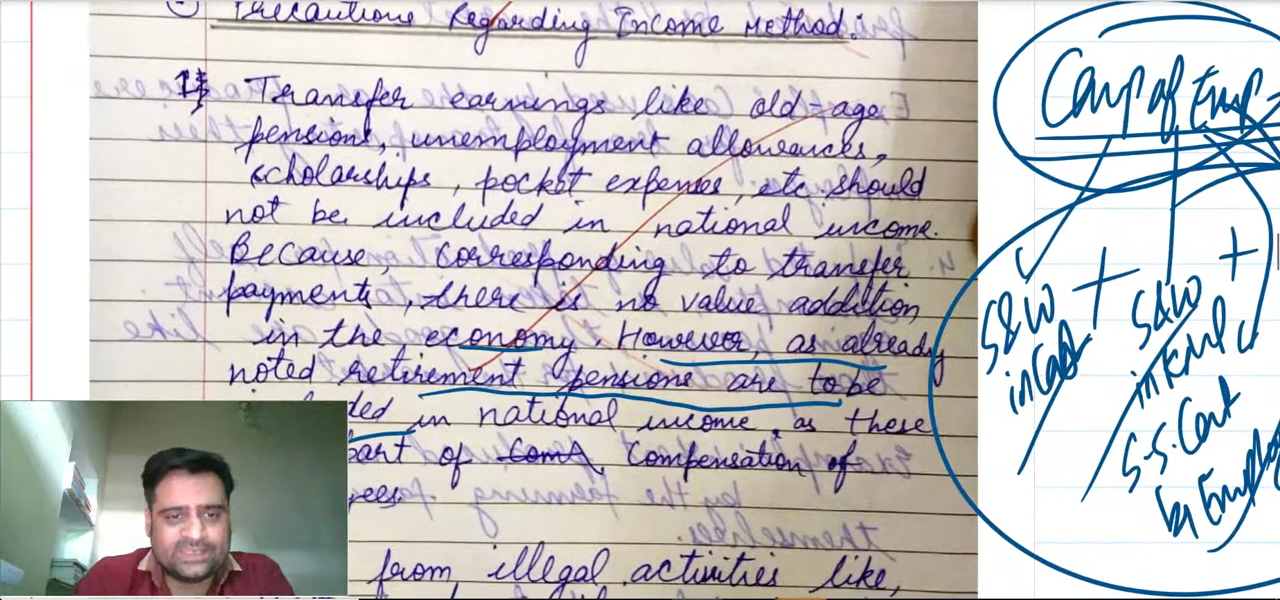 Precautions Regarding Income Method:
1) Transfer earnings like old-age
pensions, unemployment allowances,
scholarships, pocket expenses, etc should
not be included in national income.
Because, corresponding to transfer
payments, there is no value addition
in the economy. However, as already
noted retirement pensions are to be
ded in national income, as these
part of Compensation of
yees
from illegal activities like,
Comp of Emp
S&W
in Cash
+
S&W
in Kind
+
S.S. Cont
by Employ